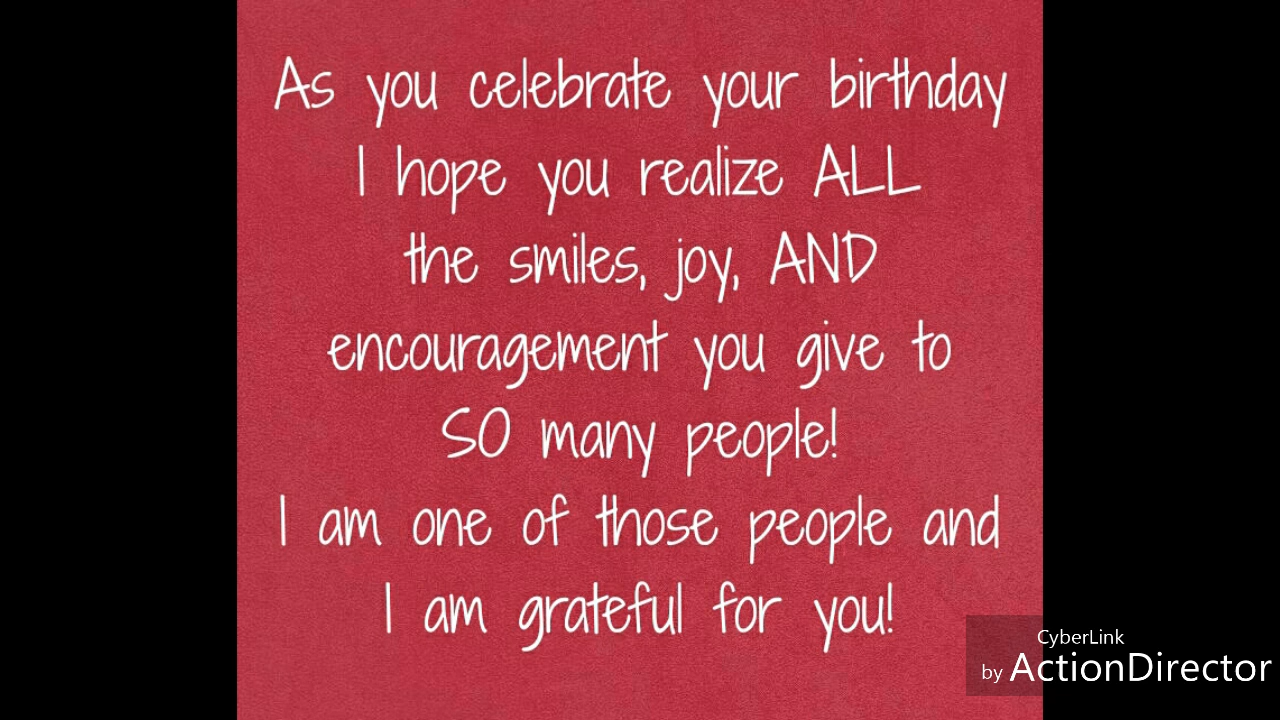 As you celebrate your birthday
I hope you realize ALL
the smiles, joy, AND
encouragement you give to
SO many people!
I am one of those people and
I am grateful for you!
CyberLink
by ActionDirector